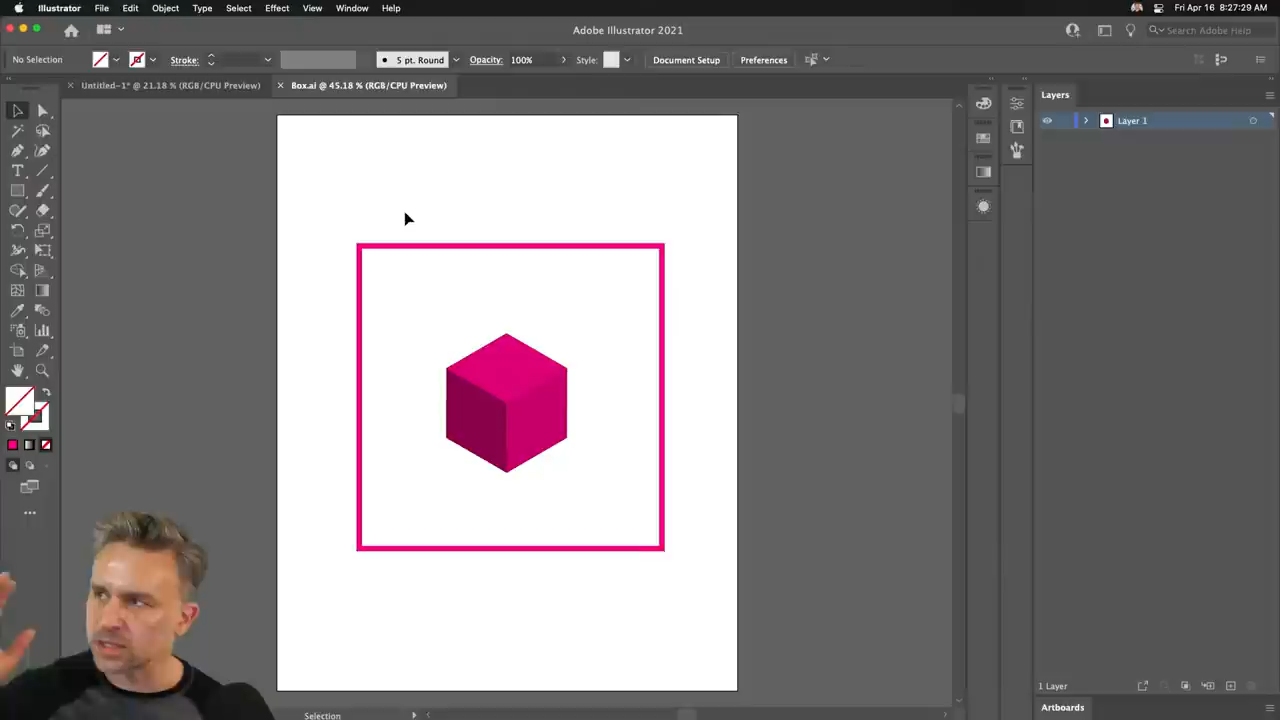 Illustrator File Edit Object Type Select Effect View Window Help Fri Apr 16 8:27:29 AM
Adobe Illustrator 2021 Search Adobe Help
No Selection Stroke: 5 pt. Round Opacity: 100% Style: Document Setup Preferences
Untitled-1* @ 21.18 % (RGB/CPU Preview) Box.ai @ 45.18 % (RGB/CPU Preview)
Layers
Layer 1
1 Layer
Artboards
Selection